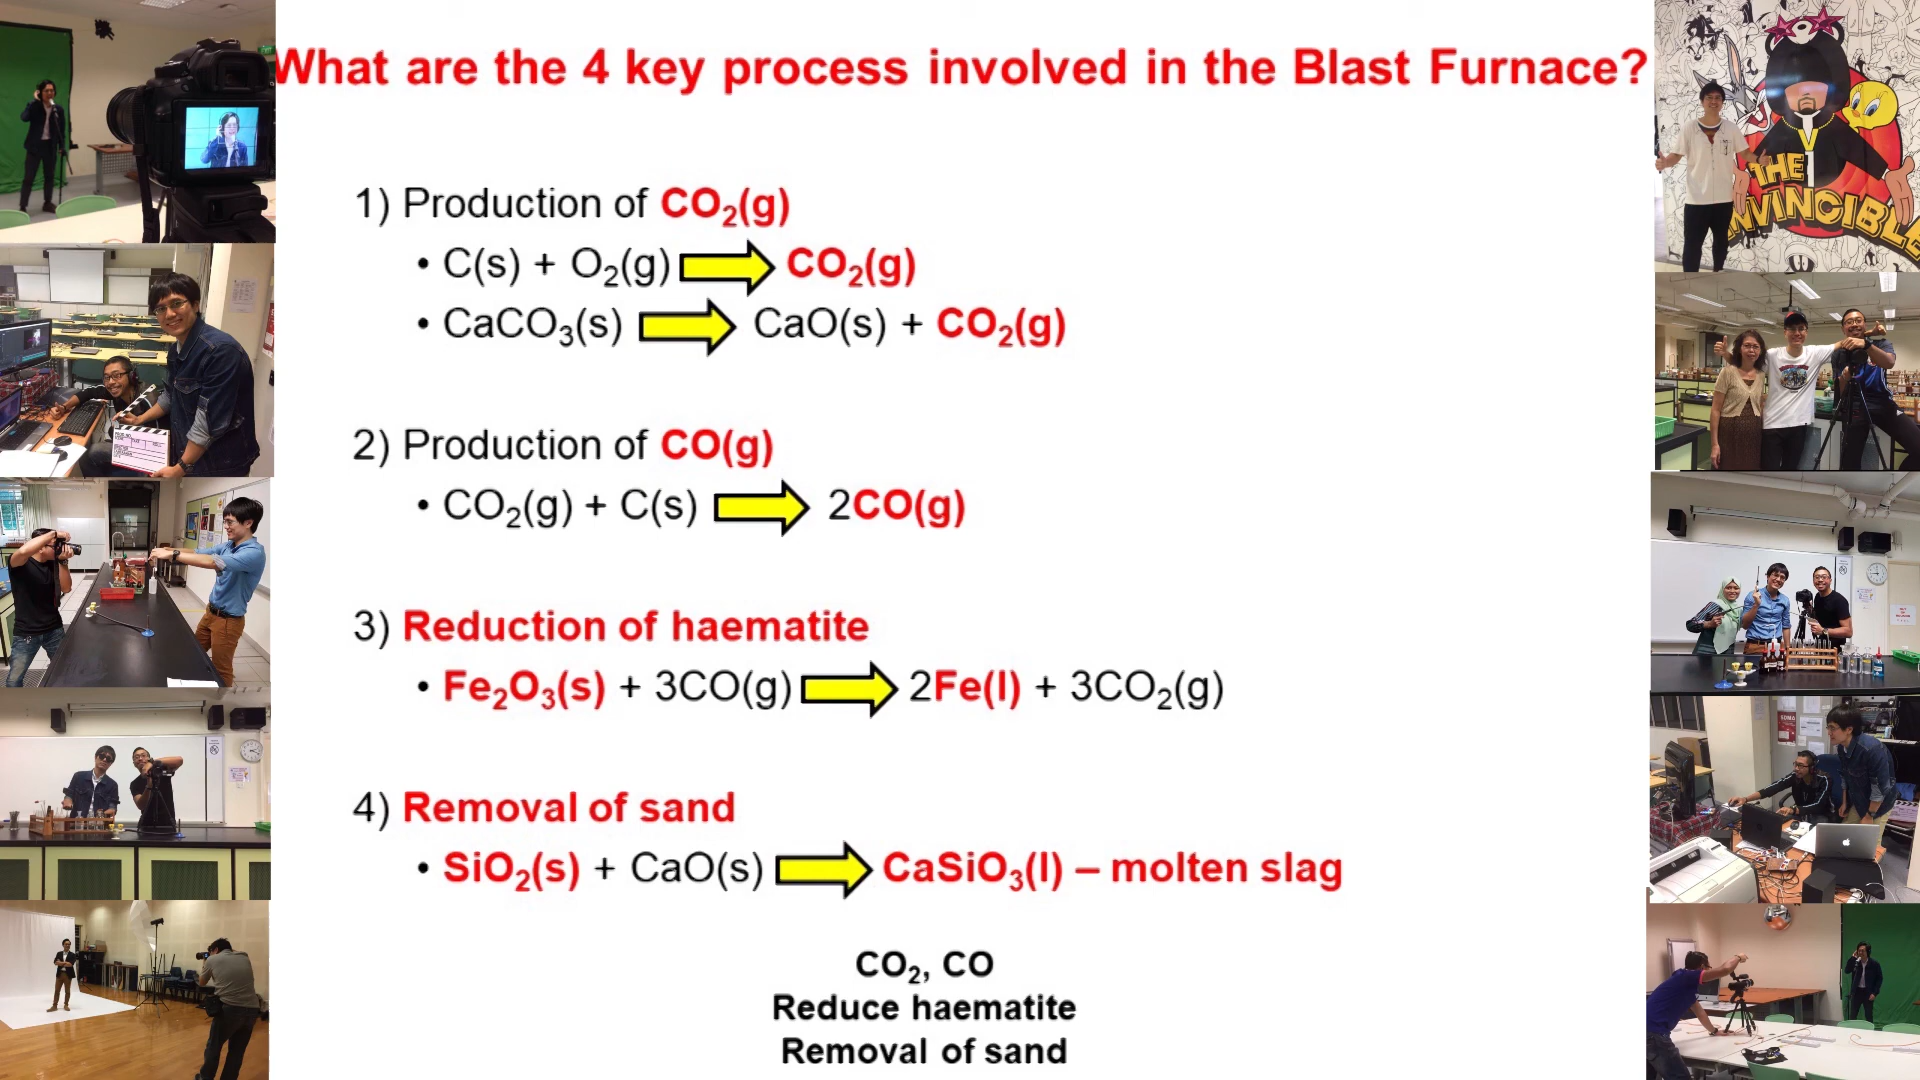 What are the 4 key process involved in the Blast Furnace?
1) Production of CO₂(g)
• C(s) + O₂(g) ⇒ CO₂(g)
• CaCO₃(s) ⇒ CaO(s) + CO₂(g)
2) Production of CO(g)
• CO₂(g) + C(s) ⇒ 2CO(g)
3) Reduction of haematite
• Fe₂O₃(s) + 3CO(g) ⇒ 2Fe(l) + 3CO₂(g)
4) Removal of sand
• SiO₂(s) + CaO(s) ⇒ CaSiO₃(l) – molten slag
CO₂, CO
Reduce haematite
Removal of sand
THE
INVINCIBLE